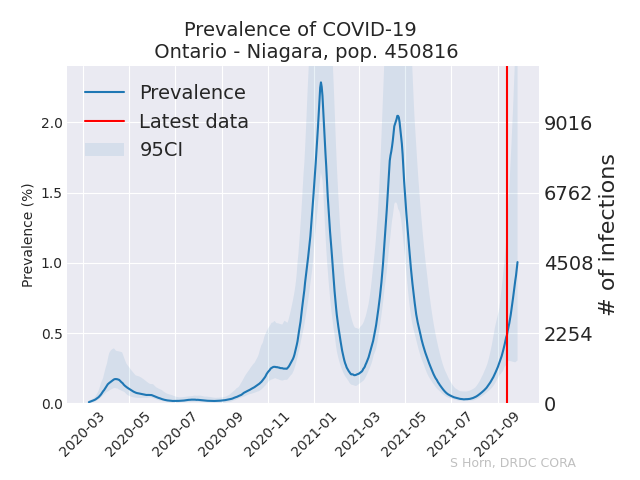 Prevalence of COVID-19
Ontario - Niagara, pop. 450816
Prevalence
Latest data
95CI
Prevalence (%)
2.0
1.5
1.0
0.5
0.0
9016
6762
4508
2254
0
# of infections
2020-03
2020-05
2020-07
2020-09
2020-11
2021-01
2021-03
2021-05
2021-07
2021-09
S Horn, DRDC CORA